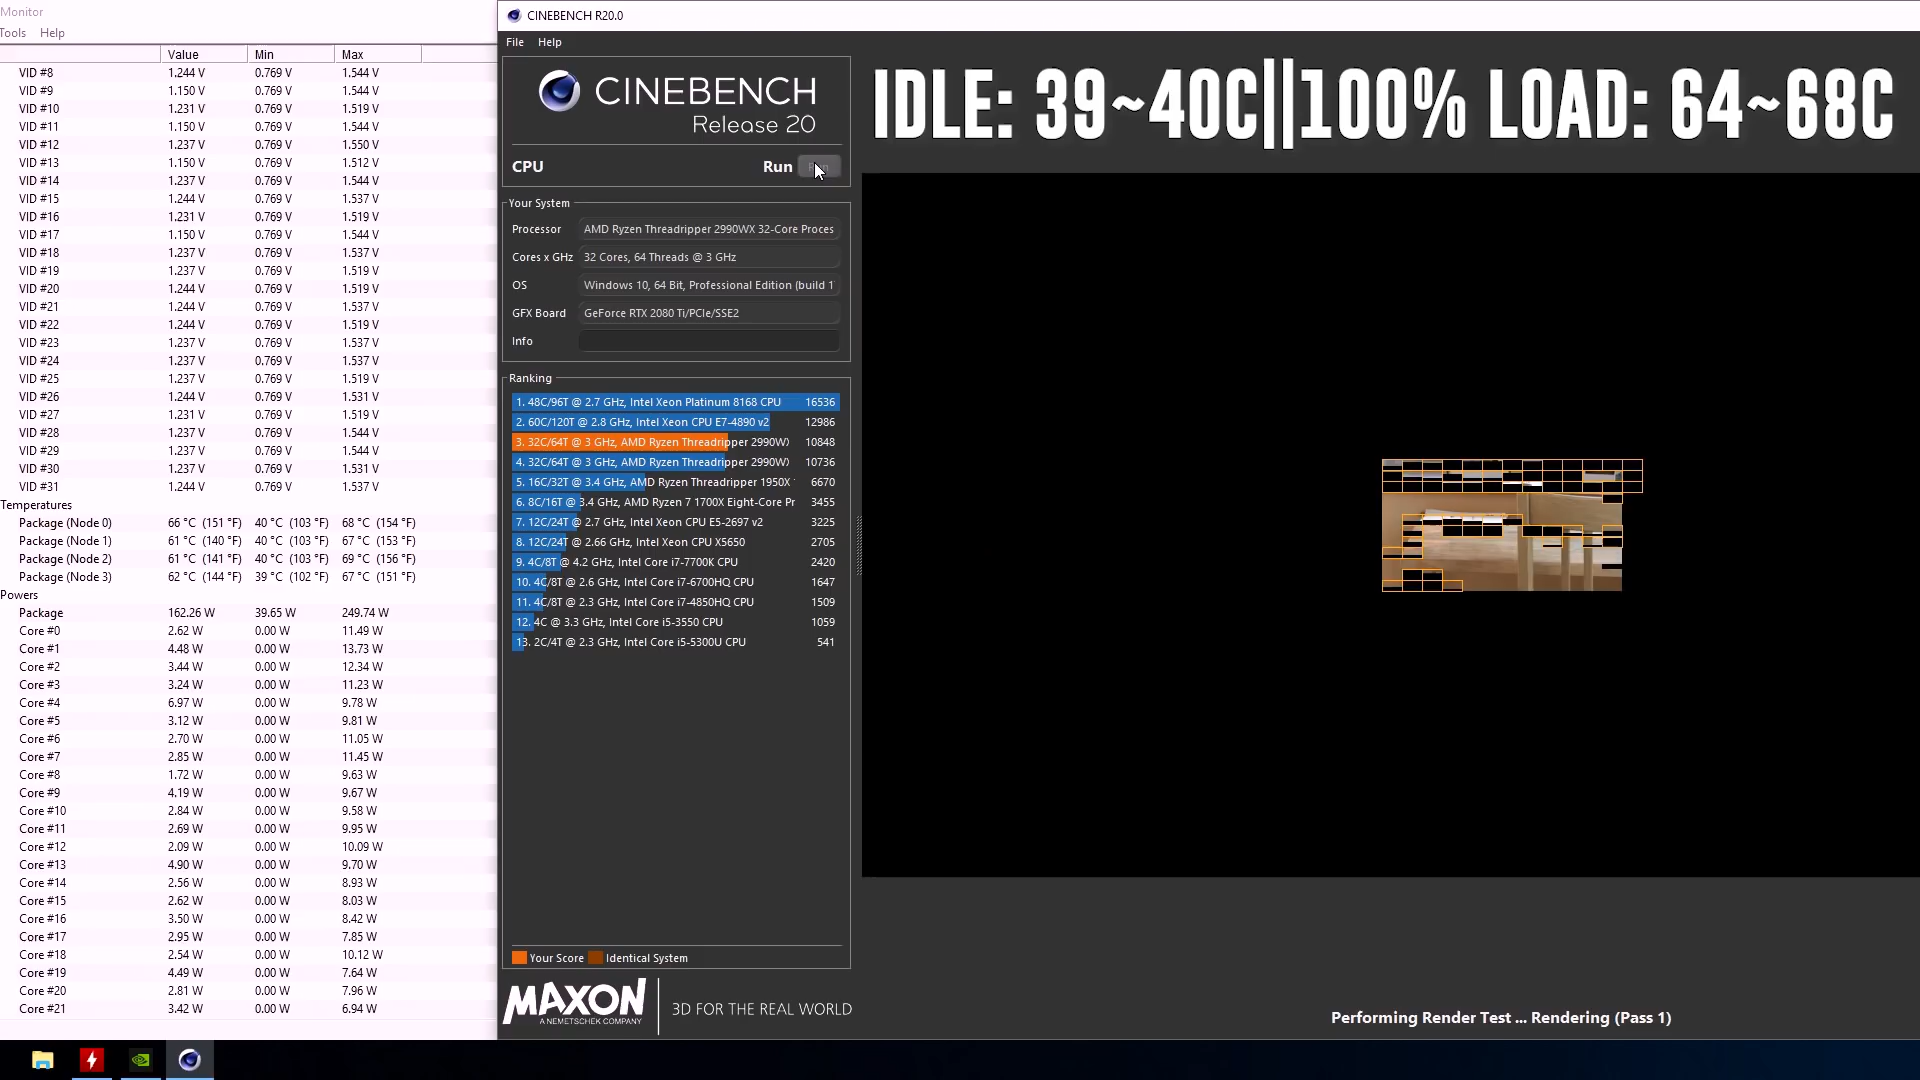 Monitor
Tools Help
Value Min Max
VID #8 1.244 V 0.769 V 1.544 V
VID #9 1.150 V 0.769 V 1.544 V
VID #10 1.231 V 0.769 V 1.519 V
VID #11 1.150 V 0.769 V 1.544 V
VID #12 1.237 V 0.769 V 1.550 V
VID #13 1.150 V 0.769 V 1.512 V
VID #14 1.237 V 0.769 V 1.544 V
VID #15 1.244 V 0.769 V 1.537 V
VID #16 1.231 V 0.769 V 1.519 V
VID #17 1.150 V 0.769 V 1.544 V
VID #18 1.237 V 0.769 V 1.537 V
VID #19 1.237 V 0.769 V 1.519 V
VID #20 1.244 V 0.769 V 1.519 V
VID #21 1.244 V 0.769 V 1.537 V
VID #22 1.244 V 0.769 V 1.519 V
VID #23 1.237 V 0.769 V 1.537 V
VID #24 1.237 V 0.769 V 1.537 V
VID #25 1.237 V 0.769 V 1.519 V
VID #26 1.244 V 0.769 V 1.531 V
VID #27 1.231 V 0.769 V 1.519 V
VID #28 1.237 V 0.769 V 1.544 V
VID #29 1.237 V 0.769 V 1.544 V
VID #30 1.237 V 0.769 V 1.531 V
VID #31 1.244 V 0.769 V 1.537 V
Temperatures
Package (Node 0) 66 °C (151 °F) 40 °C (103 °F) 68 °C (154 °F)
Package (Node 1) 61 °C (140 °F) 40 °C (103 °F) 67 °C (153 °F)
Package (Node 2) 61 °C (141 °F) 40 °C (103 °F) 69 °C (156 °F)
Package (Node 3) 62 °C (144 °F) 39 °C (102 °F) 67 °C (151 °F)
Powers
Package 162.26 W 39.65 W 249.74 W
Core #0 2.62 W 0.00 W 11.49 W
Core #1 4.48 W 0.00 W 13.73 W
Core #2 3.44 W 0.00 W 12.34 W
Core #3 3.24 W 0.00 W 11.23 W
Core #4 6.97 W 0.00 W 9.78 W
Core #5 3.12 W 0.00 W 9.81 W
Core #6 2.70 W 0.00 W 11.05 W
Core #7 2.85 W 0.00 W 11.45 W
Core #8 1.72 W 0.00 W 9.63 W
Core #9 4.19 W 0.00 W 9.67 W
Core #10 2.84 W 0.00 W 9.58 W
Core #11 2.69 W 0.00 W 9.95 W
Core #12 2.09 W 0.00 W 10.09 W
Core #13 4.90 W 0.00 W 9.70 W
Core #14 2.56 W 0.00 W 8.93 W
Core #15 2.62 W 0.00 W 8.03 W
Core #16 3.50 W 0.00 W 8.42 W
Core #17 2.95 W 0.00 W 7.85 W
Core #18 2.54 W 0.00 W 10.12 W
Core #19 4.49 W 0.00 W 7.64 W
Core #20 2.81 W 0.00 W 7.96 W
Core #21 3.42 W 0.00 W 6.94 W
CINEBENCH R20.0
File Help
CINEBENCH
Release 20
CPU Run
Your System
Processor AMD Ryzen Threadripper 2990WX 32-Core Proces
Cores x GHz 32 Cores, 64 Threads @ 3 GHz
OS Windows 10, 64 Bit, Professional Edition (build 1
GFX Board GeForce RTX 2080 Ti/PCIe/SSE2
Info
Ranking
1. 48C/96T @ 2.7 GHz, Intel Xeon Platinum 8168 CPU 16536
2. 60C/120T @ 2.8 GHz, Intel Xeon CPU E7-4890 v2 12986
3. 32C/64T @ 3 GHz, AMD Ryzen Threadripper 2990W 10848
4. 32C/64T @ 3 GHz, AMD Ryzen Threadripper 2990W 10736
5. 16C/32T @ 3.4 GHz, AMD Ryzen Threadripper 1950X 6670
6. 8C/16T @ 3.4 GHz, AMD Ryzen 7 1700X Eight-Core Pr 3455
7. 12C/24T @ 2.7 GHz, Intel Xeon CPU E5-2697 v2 3225
8. 12C/24T @ 2.66 GHz, Intel Xeon CPU X5650 2705
9. 4C/8T @ 4.2 GHz, Intel Core i7-7700K CPU 2420
10. 4C/8T @ 2.6 GHz, Intel Core i7-6700HQ CPU 1647
11. 4C/8T @ 2.3 GHz, Intel Core i7-4850HQ CPU 1509
12. 4C @ 3.3 GHz, Intel Core i5-3550 CPU 1059
13. 2C/4T @ 2.3 GHz, Intel Core i5-5300U CPU 541
Your Score Identical System
MAXON
A NEMETSCHEK COMPANY
3D FOR THE REAL WORLD
IDLE: 39~40C||100% LOAD: 64~68C
Performing Render Test ... Rendering (Pass 1)